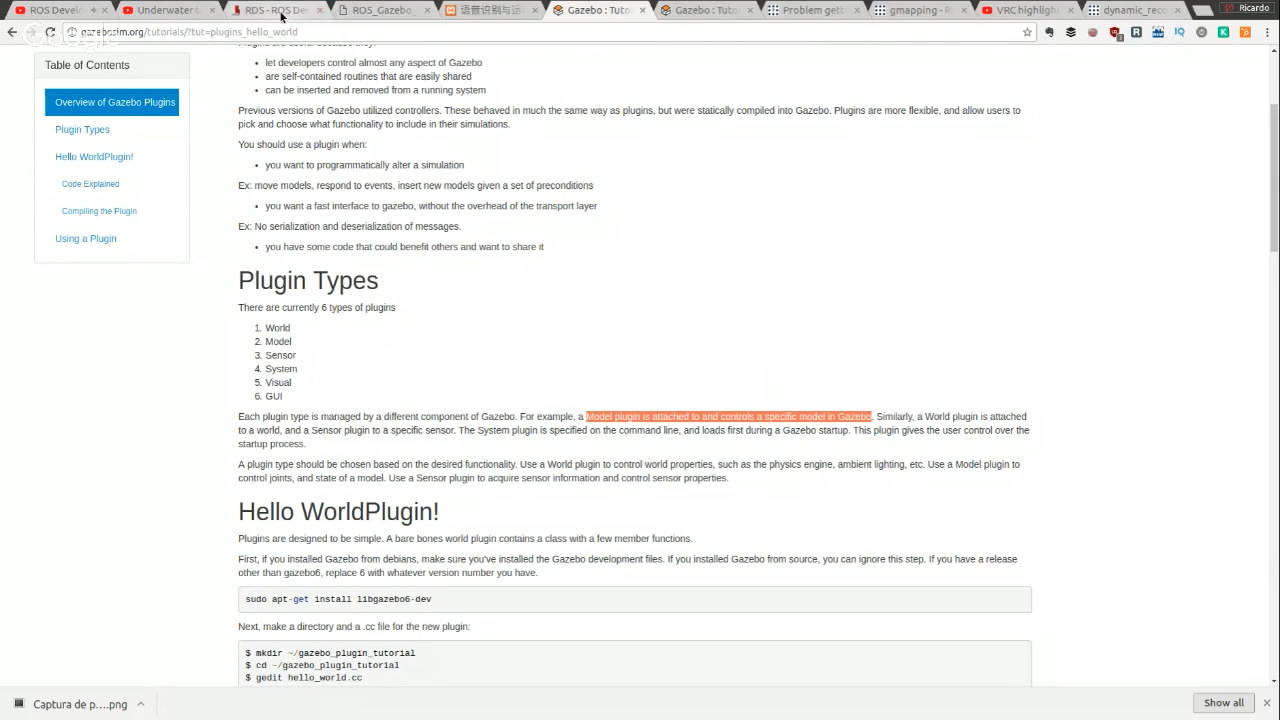 ROS Develo
Underwater t
RDS - ROS De
ROS_Gazebo_
语音识别与运
Gazebo : Tuto
Gazebo : Tut
Problem gett
gmapping - R
VRC highligh
dynamic_reco
Ricardo
gazebosim.org/tutorials/?tut=plugins_hello_world
Table of Contents
Overview of Gazebo Plugins
Plugin Types
Hello WorldPlugin!
Code Explained
Compiling the Plugin
Using a Plugin
Plugins are useful because they:
• let developers control almost any aspect of Gazebo
• are self-contained routines that are easily shared
• can be inserted and removed from a running system
Previous versions of Gazebo utilized controllers. These behaved in much the same way as plugins, but were statically compiled into Gazebo. Plugins are more flexible, and allow users to
pick and choose what functionality to include in their simulations.
You should use a plugin when:
• you want to programmatically alter a simulation
Ex: move models, respond to events, insert new models given a set of preconditions
• you want a fast interface to gazebo, without the overhead of the transport layer
Ex: No serialization and deserialization of messages.
• you have some code that could benefit others and want to share it
Plugin Types
There are currently 6 types of plugins
1. World
2. Model
3. Sensor
4. System
5. Visual
6. GUI
Each plugin type is managed by a different component of Gazebo. For example, a Model plugin is attached to and controls a specific model in Gazebo. Similarly, a World plugin is attached
to a world, and a Sensor plugin to a specific sensor. The System plugin is specified on the command line, and loads first during a Gazebo startup. This plugin gives the user control over the
startup process.
A plugin type should be chosen based on the desired functionality. Use a World plugin to control world properties, such as the physics engine, ambient lighting, etc. Use a Model plugin to
control joints, and state of a model. Use a Sensor plugin to acquire sensor information and control sensor properties.
Hello WorldPlugin!
Plugins are designed to be simple. A bare bones world plugin contains a class with a few member functions.
First, if you installed Gazebo from debians, make sure you've installed the Gazebo development files. If you installed Gazebo from source, you can ignore this step. If you have a release
other than gazebo6, replace 6 with whatever version number you have.
sudo apt-get install libgazebo6-dev
Next, make a directory and a .cc file for the new plugin:
$ mkdir ~/gazebo_plugin_tutorial
$ cd ~/gazebo_plugin_tutorial
$ gedit hello_world.cc
Captura de p....png
Show all